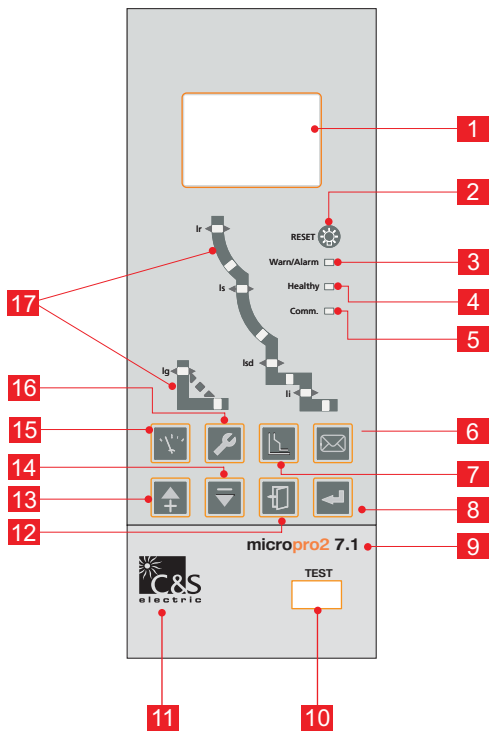 1
2
RESET
Ir
Warn/Alarm
3
Is
Healthy
4
17
Comm.
5
Isd
Ig
16
Ii
15
6
14
7
13
8
12
micropro2 7.1
9
TEST
C&S
electric
11
10